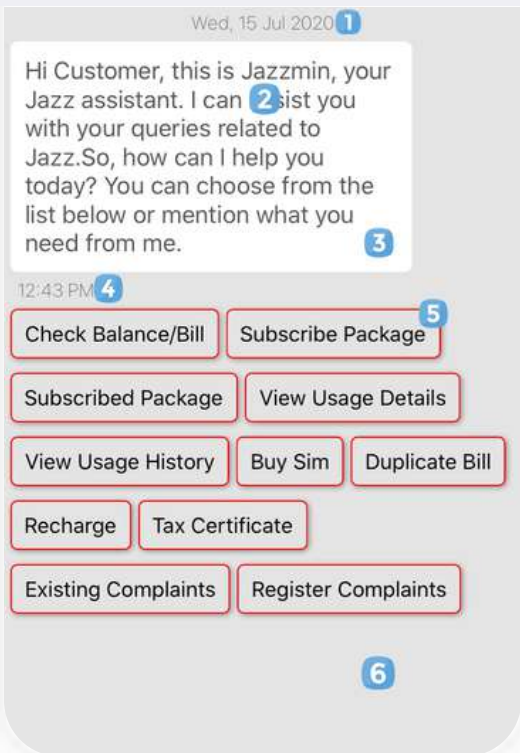 Wed, 15 Jul 2020 1
Hi Customer, this is Jazzmin, your
Jazz assistant. I can 2 sist you
with your queries related to
Jazz.So, how can I help you
today? You can choose from the
list below or mention what you
need from me. 3
12:43 PM 4
5
Check Balance/Bill Subscribe Package
Subscribed Package View Usage Details
View Usage History Buy Sim Duplicate Bill
Recharge Tax Certificate
Existing Complaints Register Complaints
6